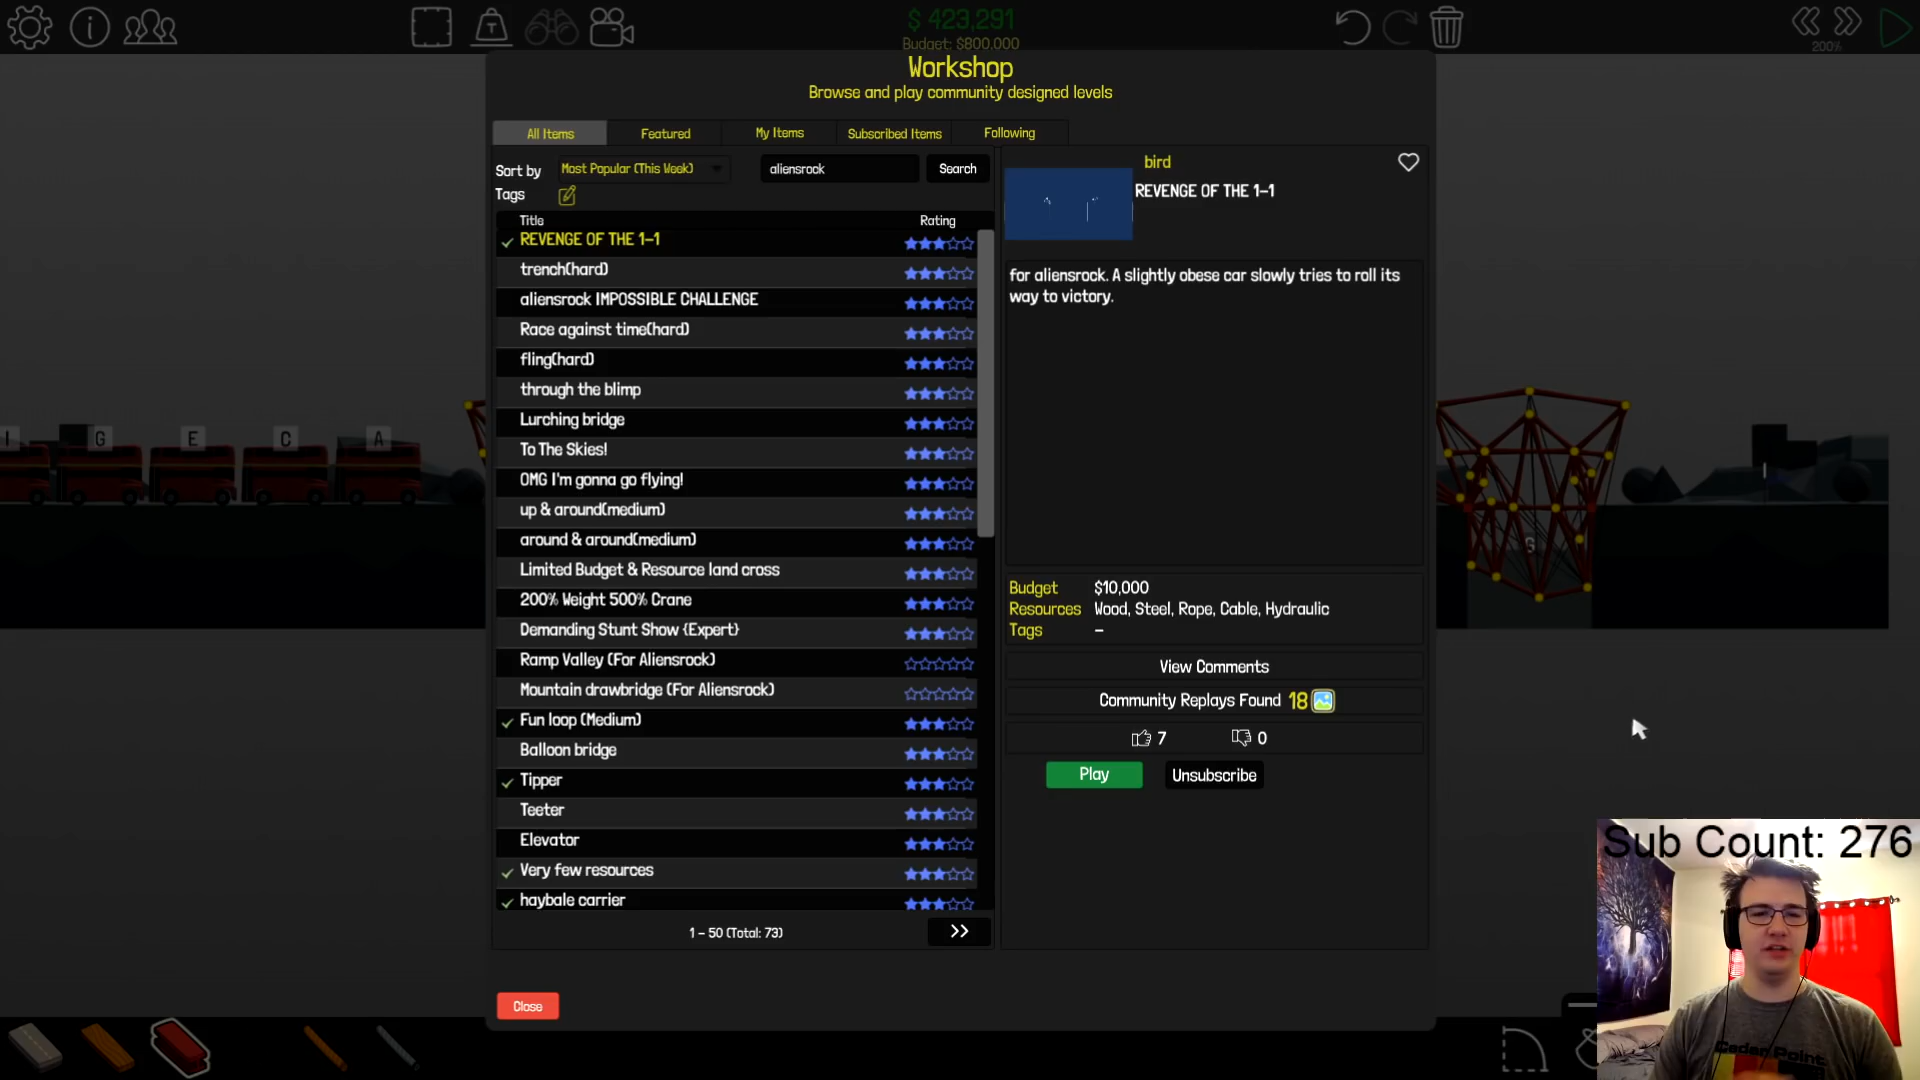 $ 423,291
Budget: $800,000
200%
Workshop
Browse and play community designed levels
All Items
Featured
My Items
Subscribed Items
Following
Sort by
Most Popular (This Week)
aliensrock
Search
Tags
Title
Rating
REVENGE OF THE 1-1
trench(hard)
aliensrock IMPOSSIBLE CHALLENGE
Race against time(hard)
fling(hard)
through the blimp
Lurching bridge
To The Skies!
OMG I'm gonna go flying!
up & around(medium)
around & around(medium)
Limited Budget & Resource land cross
200% Weight 500% Crane
Demanding Stunt Show {Expert}
Ramp Valley (For Aliensrock)
Mountain drawbridge (For Aliensrock)
Fun loop (Medium)
Balloon bridge
Tipper
Teeter
Elevator
Very few resources
haybale carrier
1 - 50 (Total: 73)
>>
Close
bird
REVENGE OF THE 1-1
for aliensrock. A slightly obese car slowly tries to roll its
way to victory.
Budget $10,000
Resources Wood, Steel, Rope, Cable, Hydraulic
Tags -
View Comments
Community Replays Found 18
7
0
Play
Unsubscribe
I
G
E
C
A
G
Sub Count: 276
Cedar Point